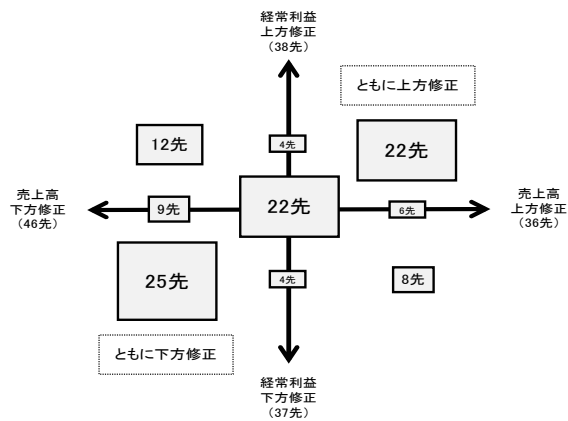 経常利益
上方修正
（38先）
ともに上方修正
4先
12先
22先
売上高
下方修正
（46先）
9先
22先
6先
売上高
上方修正
（36先）
25先
4先
8先
ともに下方修正
経常利益
下方修正
（37先）